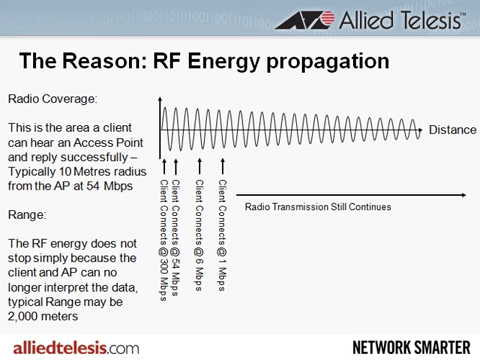 Allied Telesis™
The Reason: RF Energy propagation
Radio Coverage:
This is the area a client
can hear an Access Point
and reply successfully –
Typically 10 Metres radius
from the AP at 54 Mbps
Range:
The RF energy does not
stop simply because the
client and AP can no
longer interpret the data,
typical Range may be
2,000 meters
Distance
Client Connects @ 300 Mbps
Client Connects @ 54 Mbps
Client Connects @ 6 Mbps
Client Connects @ 1 Mbps
Radio Transmission Still Continues
alliedtelesis.com
NETWORK SMARTER